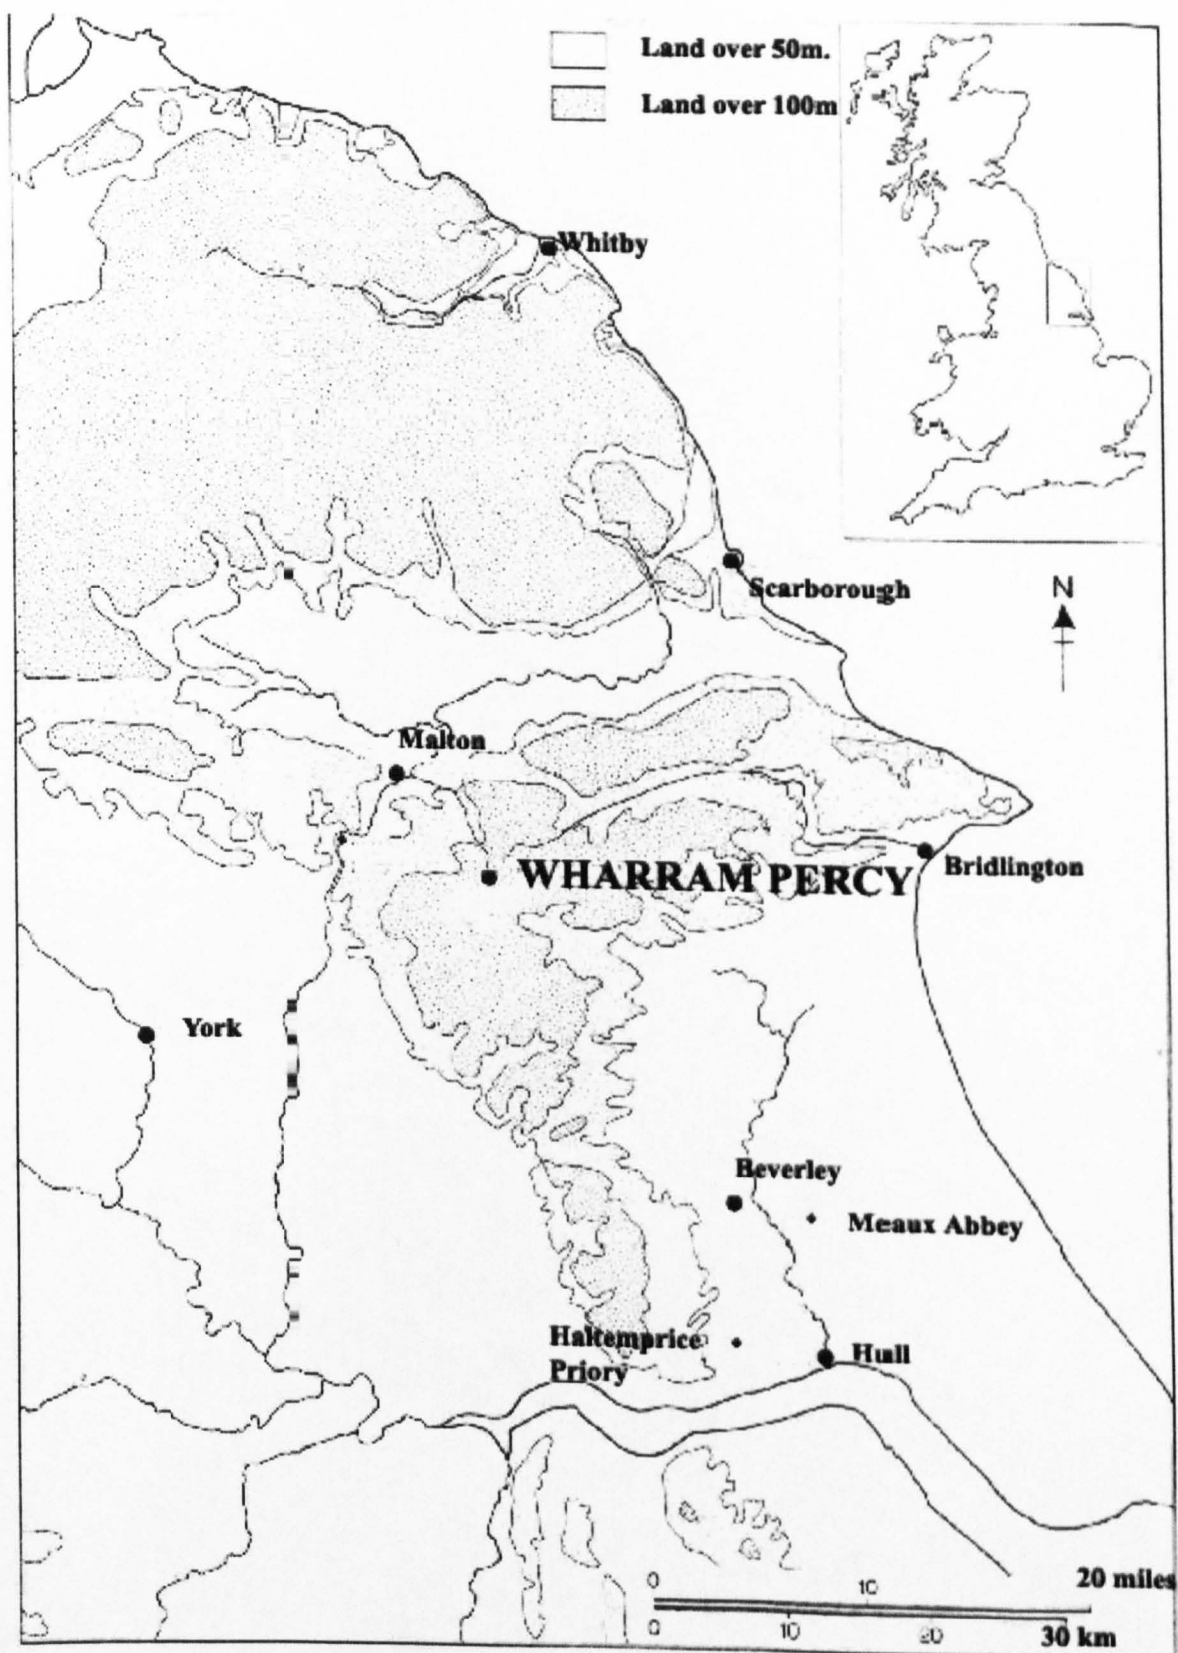 Land over 50m.
Land over 100m
Whitby
Scarborough
N
Malton
WHARRAM PERCY
Bridlington
York
Beverley
Meaux Abbey
Haltemprice
Priory
Hull
0 10 20 miles
0 10 20 30 km